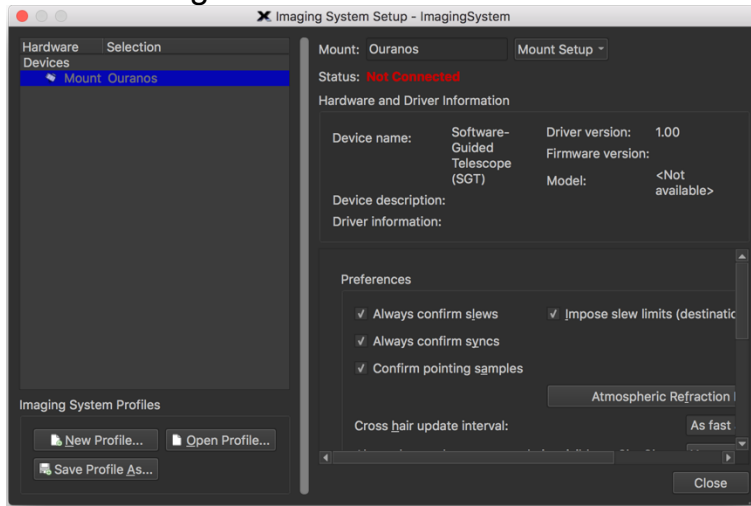 Imaging System Setup - ImagingSystem
Hardware Selection
Devices
Mount Ouranos
Imaging System Profiles
New Profile...
Open Profile...
Save Profile As...
Mount: Ouranos
Mount Setup
Status: Not Connected
Hardware and Driver Information
Device name:
Software-
Guided
Telescope
(SGT)
Driver version: 1.00
Firmware version:
Model:
<Not
available>
Device description:
Driver information:
Preferences
Always confirm slews
Impose slew limits (destinatio
Always confirm syncs
Confirm pointing samples
Atmospheric Refraction
Cross hair update interval:
As fast
Close